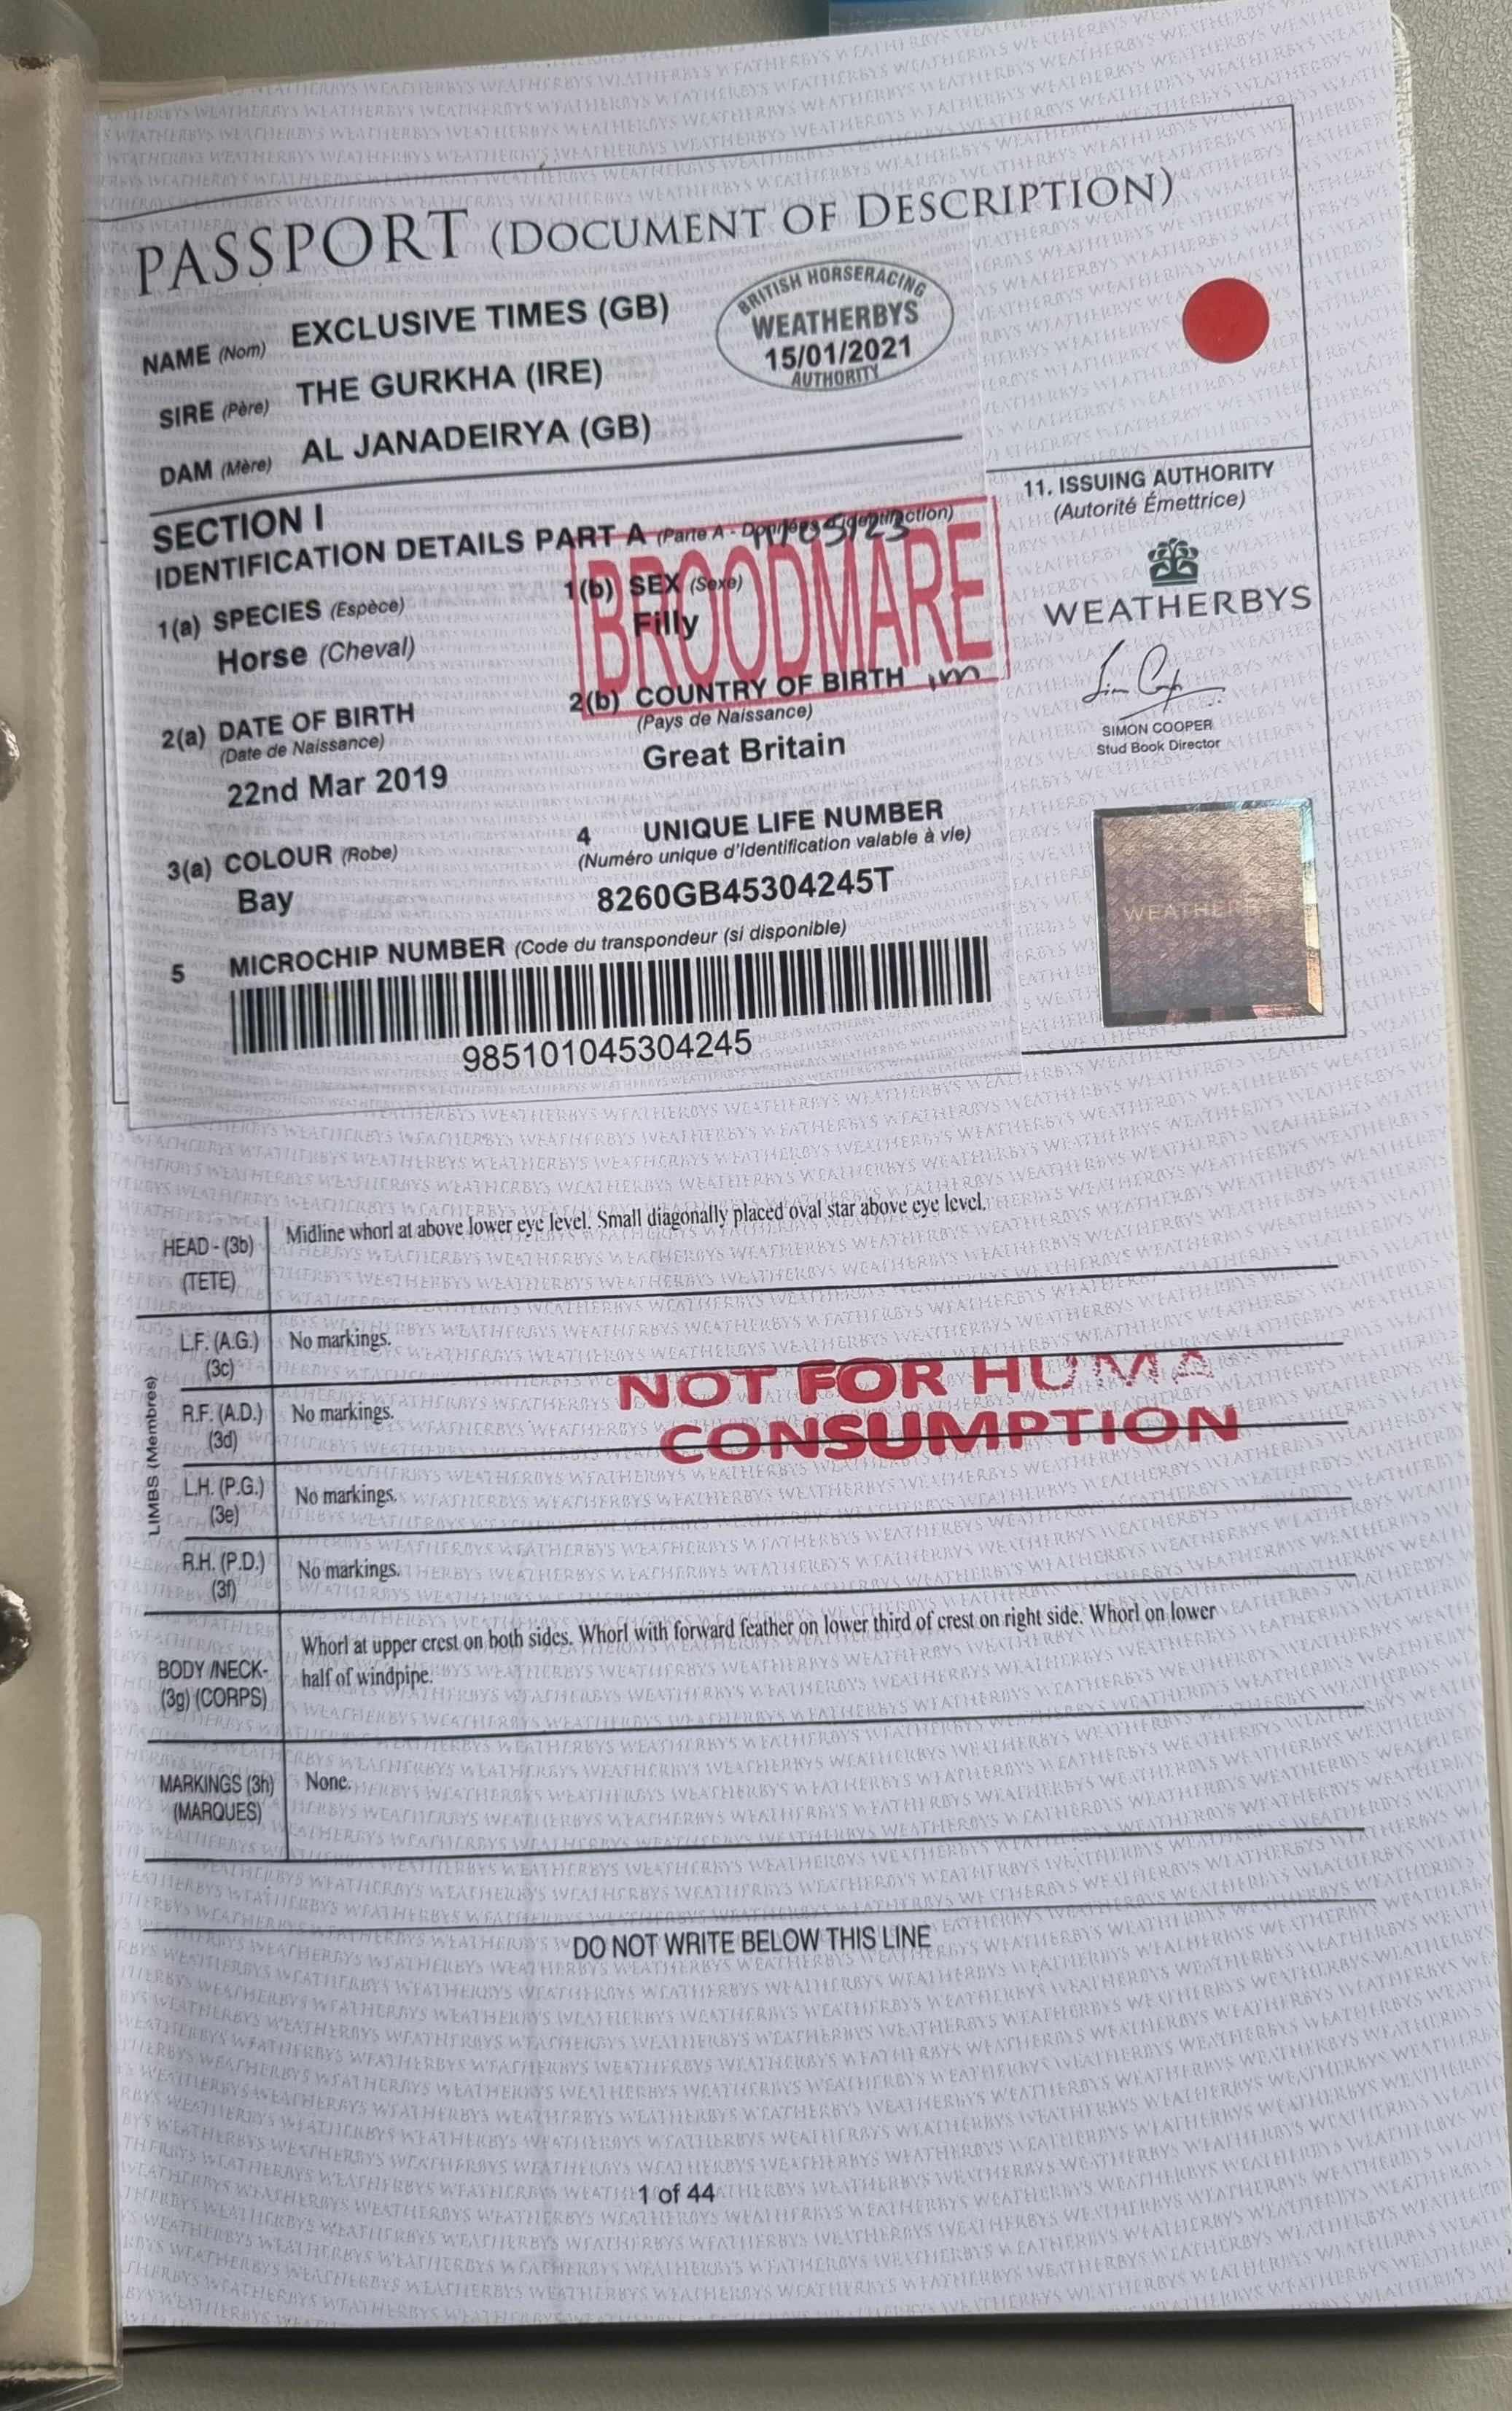 PASSPORT (DOCUMENT OF DESCRIPTION)
NAME (Nom) EXCLUSIVE TIMES (GB)
SIRE (Père) THE GURKHA (IRE)
DAM (Mère) AL JANADEIRYA (GB)
BRITISH HORSERACING
WEATHERBYS
15/01/2021
AUTHORITY
SECTION I
IDENTIFICATION DETAILS PART A (Parte A - Données d'identification)
BROODMARE
1(a) SPECIES (Espèce)
Horse (Cheval)
1(b) SEX (Sexe)
Filly
2(a) DATE OF BIRTH
(Date de Naissance)
22nd Mar 2019
2(b) COUNTRY OF BIRTH
(Pays de Naissance)
Great Britain
3(a) COLOUR (Robe)
Bay
4 UNIQUE LIFE NUMBER
(Numéro unique d'Identification valable à vie)
8260GB45304245T
5 MICROCHIP NUMBER (Code du transpondeur (si disponible)
985101045304245
11. ISSUING AUTHORITY
(Autorité Émettrice)
WEATHERBYS
SIMON COOPER
Stud Book Director
WEATHERBYS
HEAD - (3b)
(TETE)
Midline whorl at above lower eye level. Small diagonally placed oval star above eye level.
LIMBS (Membres)
L.F. (A.G.)
(3c)
No markings.
R.F. (A.D.)
(3d)
No markings.
L.H. (P.G.)
(3e)
No markings.
R.H. (P.D.)
(3f)
No markings.
NOT FOR HUMA
CONSUMPTION
BODY /NECK-
(3g) (CORPS)
Whorl at upper crest on both sides. Whorl with forward feather on lower third of crest on right side. Whorl on lower
half of windpipe.
MARKINGS (3h)
(MARQUES)
None.
DO NOT WRITE BELOW THIS LINE
1 of 44